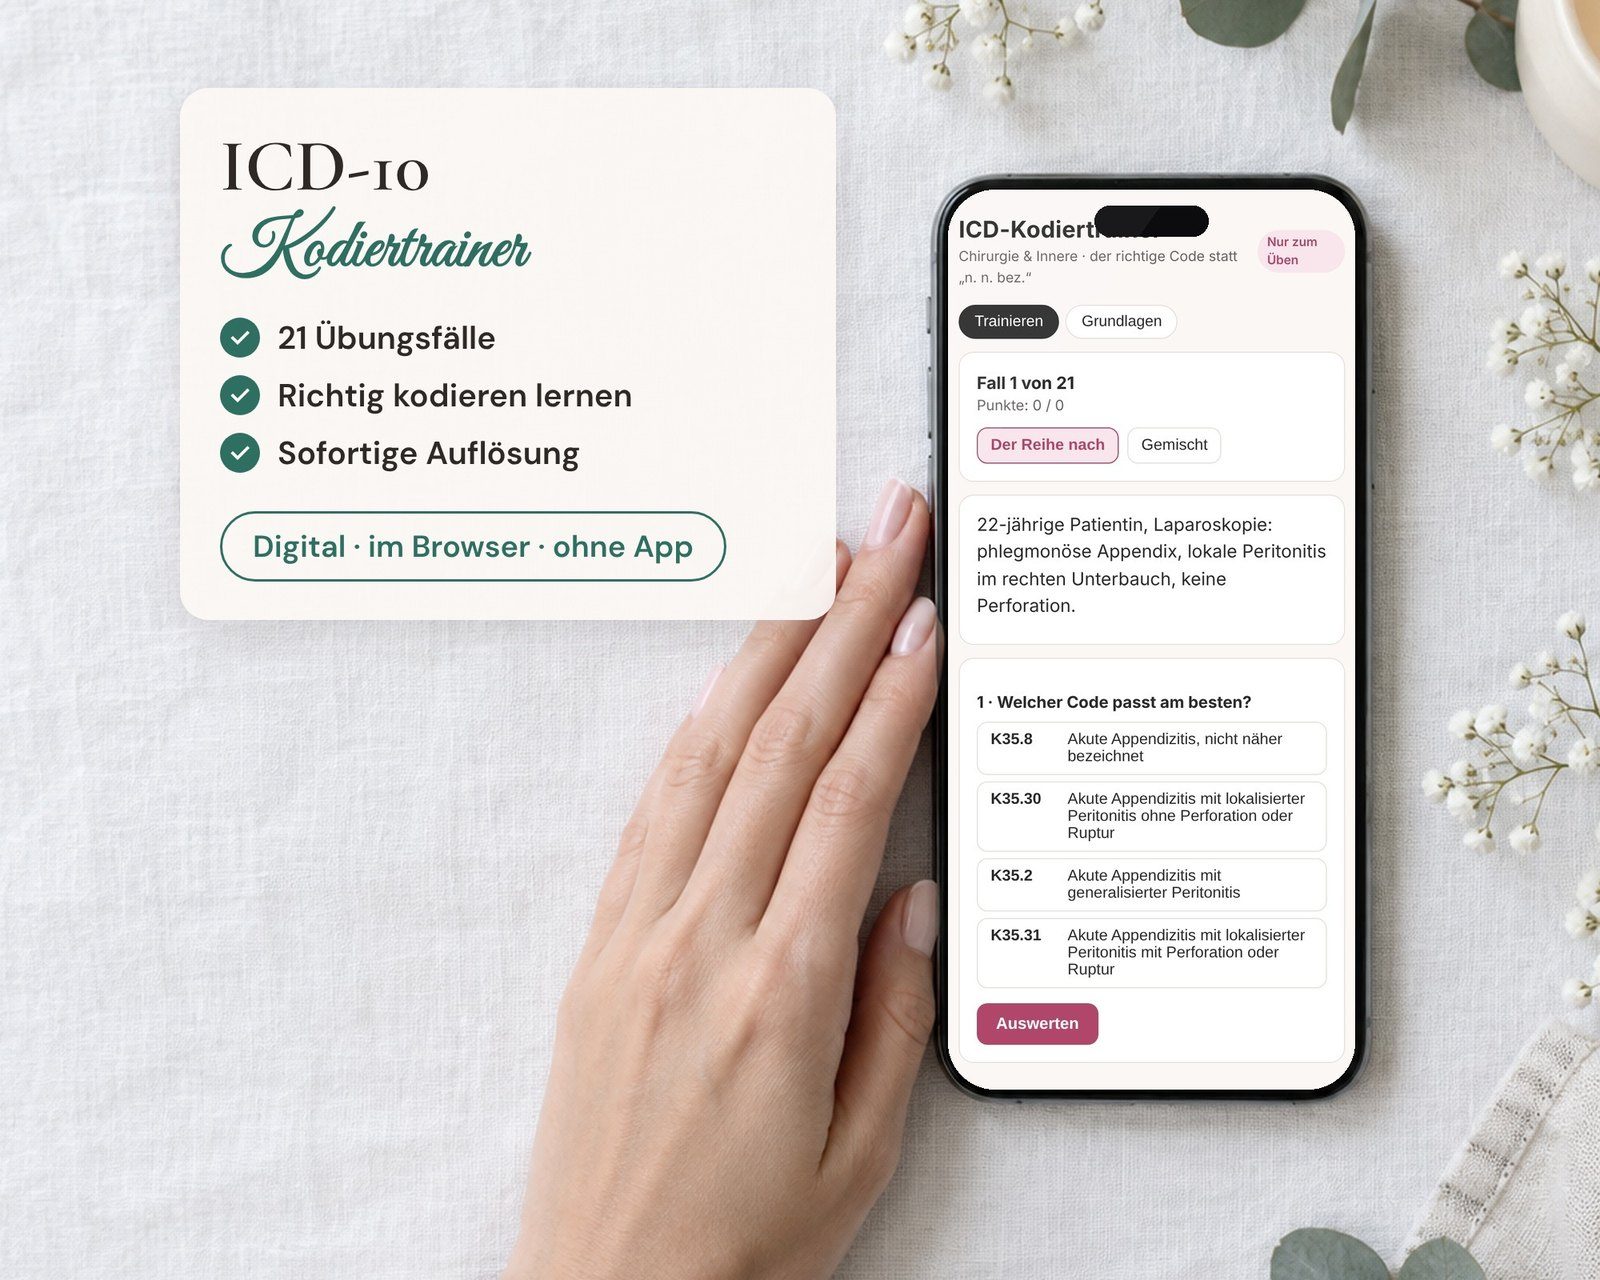 ICD-10
Kodiertrainer
21 Übungsfälle
Richtig kodieren lernen
Sofortige Auflösung
Digital · im Browser · ohne App
Nur zum
Üben
Chirurgie & Innere · der richtige Code statt
„n. n. bez.“
Trainieren
Grundlagen
Fall 1 von 21
Punkte: 0 / 0
Der Reihe nach
Gemischt
22-jährige Patientin, Laparoskopie:
phlegmonöse Appendix, lokale Peritonitis
im rechten Unterbauch, keine
Perforation.
1 · Welcher Code passt am besten?
K35.8 Akute Appendizitis, nicht näher
bezeichnet
K35.30 Akute Appendizitis mit lokalisierter
Peritonitis ohne Perforation oder
Ruptur
K35.2 Akute Appendizitis mit
generalisierter Peritonitis
K35.31 Akute Appendizitis mit lokalisierter
Peritonitis mit Perforation oder
Ruptur
Auswerten